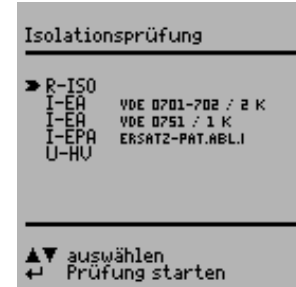 Isolationsprüfung
R-ISO
I-EA VDE 0701-702 / 2 K
I-EA VDE 0751 / 1 K
I-EPA ERSATZ-PAT.ABL.I
U-HV
▲▼ auswählen
↵ Prüfung starten